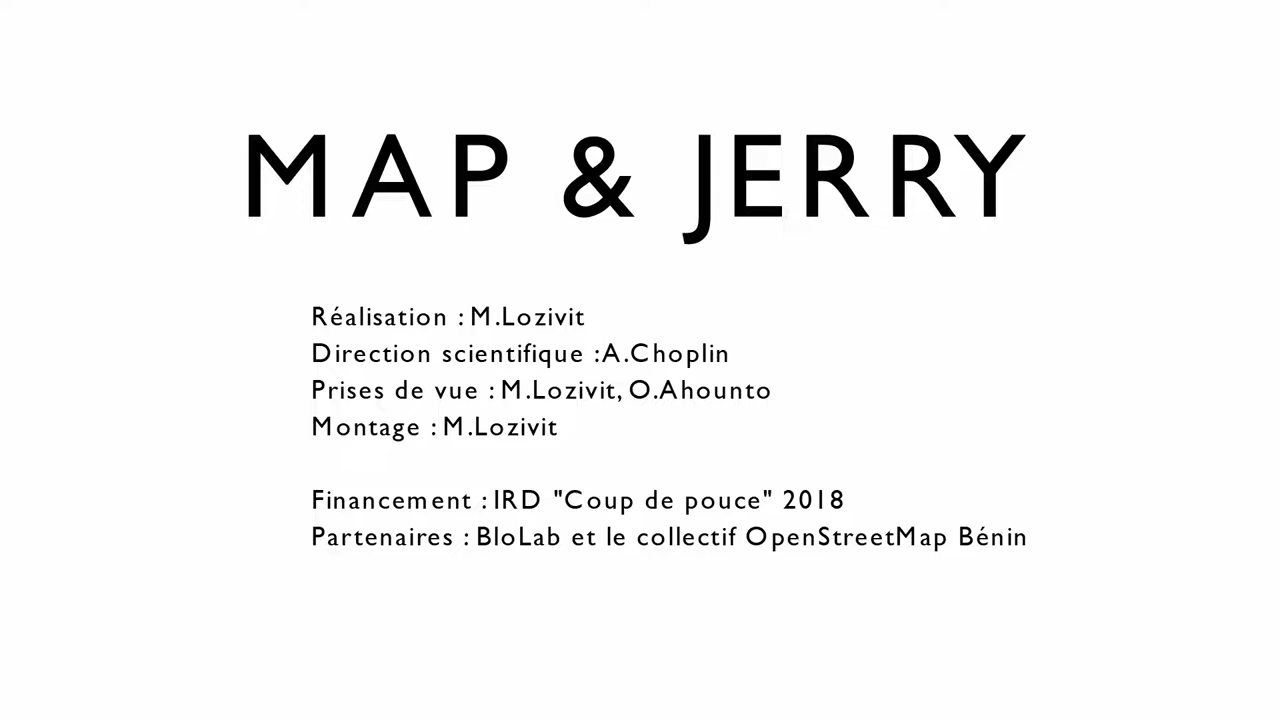 MAP & JERRY
Réalisation : M.Lozivit
Direction scientifique :A.Choplin
Prises de vue : M.Lozivit, O.Ahounto
Montage : M.Lozivit
Financement : IRD "Coup de pouce" 2018
Partenaires : BloLab et le collectif OpenStreetMap Bénin